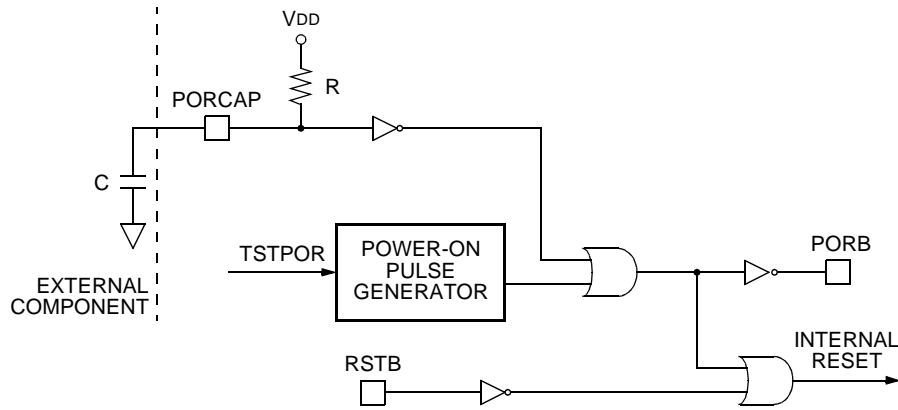 VDD
R
PORCAP
C
TSTPOR
POWER-ON
PULSE
GENERATOR
PORB
EXTERNAL
COMPONENT
INTERNAL
RESET
RSTB